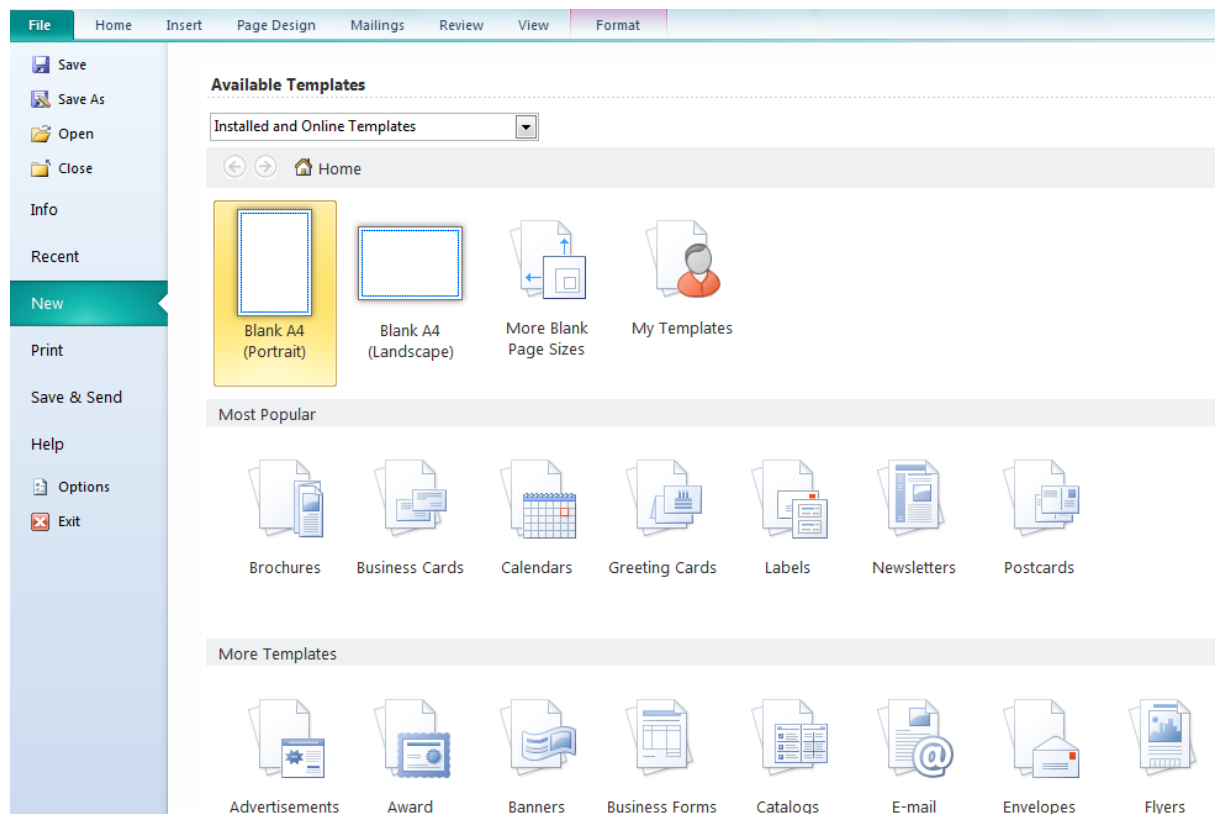 File Home Insert Page Design Mailings Review View Format
Save
Save As
Open
Close
Info
Recent
New
Print
Save & Send
Help
Options
Exit
Available Templates
Installed and Online Templates
Home
Blank A4 (Portrait)
Blank A4 (Landscape)
More Blank Page Sizes
My Templates
Most Popular
Brochures Business Cards Calendars Greeting Cards Labels Newsletters Postcards
More Templates
Advertisements Award Banners Business Forms Catalogs E-mail Envelopes Flyers